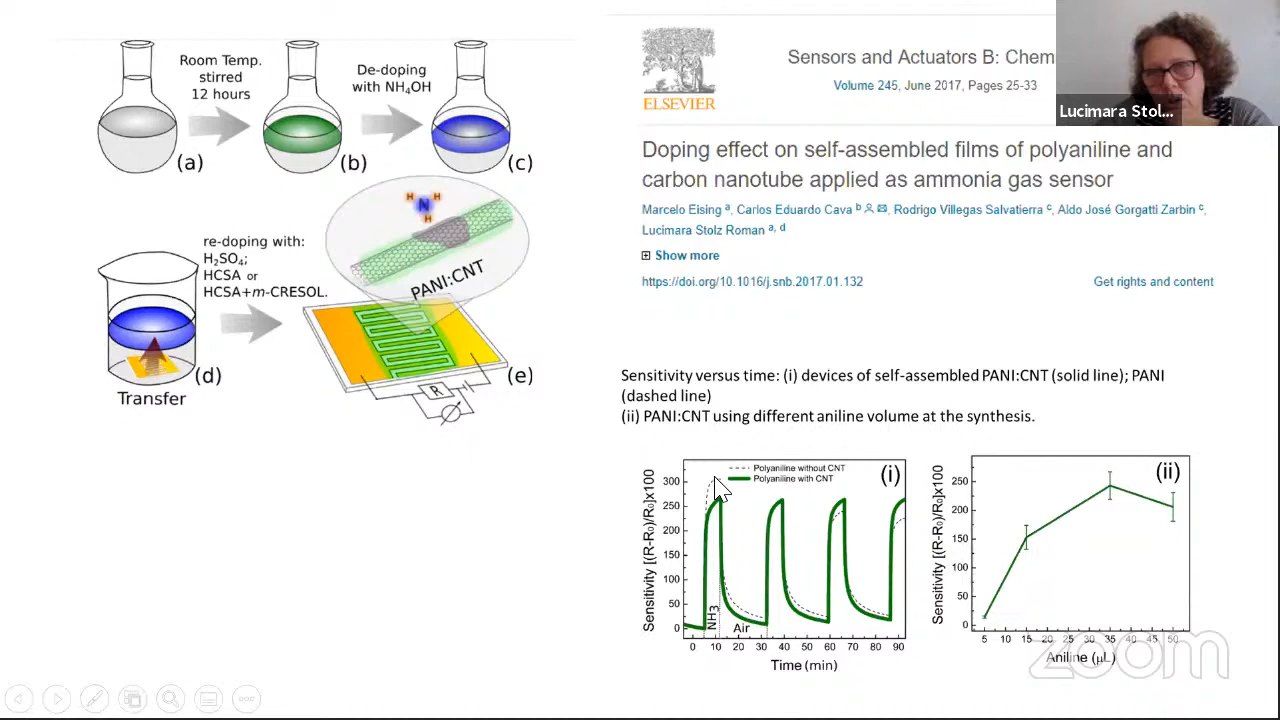 Room Temp.
stirred
12 hours
De-doping
with NH₄OH
(a)
(b)
(c)
re-doping with:
H₂SO₄;
HCSA or
HCSA+m-CRESOL.
H H
N
H
PANI:CNT
(d)
Transfer
R
(e)
ELSEVIER
Sensors and Actuators B: Chem
Volume 245, June 2017, Pages 25-33
Lucimara Stol...
Doping effect on self-assembled films of polyaniline and
carbon nanotube applied as ammonia gas sensor
Marcelo Eising a, Carlos Eduardo Cava b, Rodrigo Villegas Salvatierra c, Aldo José Gorgatti Zarbin c,
Lucimara Stolz Roman a, d
Show more
https://doi.org/10.1016/j.snb.2017.01.132
Get rights and content
Sensitivity versus time: (i) devices of self-assembled PANI:CNT (solid line); PANI
(dashed line)
(ii) PANI:CNT using different aniline volume at the synthesis.
Polyaniline without CNT
Polyaniline with CNT
(i)
Sensitivity [(R-R₀)/R₀]x100
300
250
200
150
100
50
0
NH3
Air
0 10 20 30 40 50 60 70 80 90
Time (min)
(ii)
Sensitivity [(R-R₀)/R₀]x100
250
200
150
100
50
0
5 10 15 20 25 30 35 40 45 50
Aniline (μL)
zoom